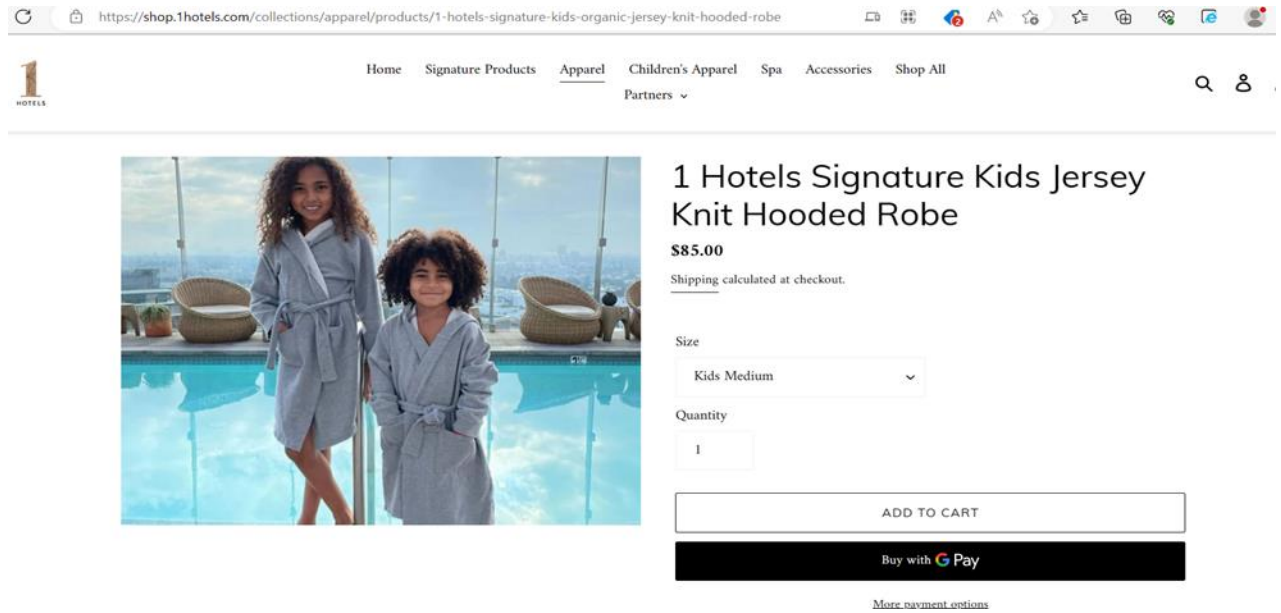 https://shop.1hotels.com/collections/apparel/products/1-hotels-signature-kids-organic-jersey-knit-hooded-robe
2
1
HOTELS
Home Signature Products Apparel Children's Apparel Spa Accessories Shop All
Partners
1 Hotels Signature Kids Jersey
Knit Hooded Robe
$85.00
Shipping calculated at checkout.
Size
Kids Medium
Quantity
1
ADD TO CART
Buy with G Pay
More payment options